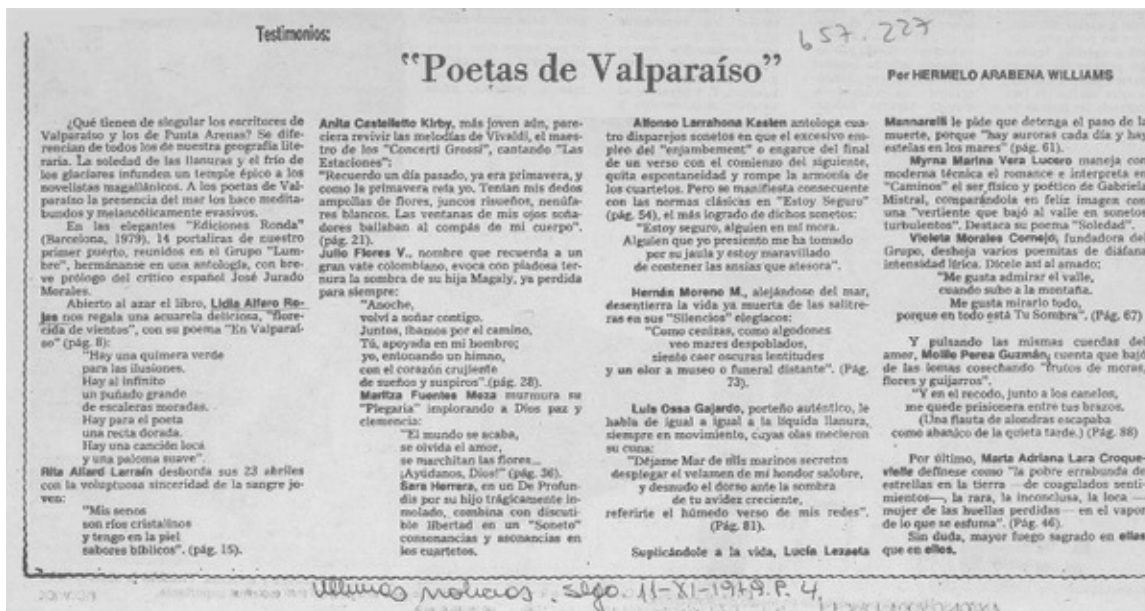 Testimonios:
657.227
"Poetas de Valparaíso"
Por HERMELO ARABENA WILLIAMS
¿Qué tienen de singular los escritores de
Valparaíso y los de Punta Arenas? Se dife-
rencian de todos los de nuestra geografía lite-
raria. La soledad de las llanuras y el frío de
los glaciares infunden un temple épico a los
novelistas magallánicos. A los poetas de Val-
paraíso la presencia del mar los hace medita-
bundos y melancólicamente evasivos.
En las elegantes "Ediciones Ronda"
(Barcelona, 1979), 14 portaliras de nuestro
primer puerto, reunidos en el Grupo "Lum-
bre", hermánanse en una antología, con bre-
ve prólogo del crítico español José Jurado
Morales.
Abierto al azar el libro, Lidia Alfero Ro-
jas nos regala una acuarela deliciosa, "flore-
cida de vientos", con su poema "En Valparaí-
so" (pág. 8):
"Hay una quimera verde
para las ilusiones.
Hay al infinito
un puñado grande
de escaleras moradas.
Hay para el poeta
una recta dorada.
Hay una canción loca
y una paloma suave".
Rita Allard Larraín desborda sus 23 abriles
con la voluptuosa sinceridad de la sangre jo-
ven:
"Mis senos
son ríos cristalinos
y tengo en la piel
sabores bíblicos". (pág. 15).
Anita Castelletto Kirby, más joven aún, pare-
ciera revivir las melodías de Vivaldi, el maes-
tro de los "Concerti Grossi", cantando "Las
Estaciones":
"Recuerdo un día pasado, ya era primavera, y
como la primavera reía yo. Tenían mis dedos
ampollas de flores, juncos risueños, nenúfa-
res blancos. Las ventanas de mis ojos soña-
dores bailaban al compás de mi cuerpo".
(pág. 21).
Julio Flores V., nombre que recuerda a un
gran vate colombiano, evoca con piadosa ter-
nura la sombra de su hija Magaly, ya perdida
para siempre:
"Anoche,
volví a soñar contigo.
Juntos, íbamos por el camino,
Tú, apoyada en mi hombro;
yo, entonando un himno,
con el corazón crujiente
de sueños y suspiros".(pág. 28).
Maritza Fuentes Meza murmura su
"Plegaria" implorando a Dios paz y
clemencia:
"El mundo se acaba,
se olvida el amor,
se marchitan las flores...
¡Ayúdanos, Dios!" (pág. 36).
Sara Herrera, en un De Profun-
dis por su hijo trágicamente in-
molado, combina con discuti-
ble libertad en un "Soneto"
consonancias y asonancias en
los cuartetos.
Alfonso Larrahona Kasten antologa cua-
tro disparejos sonetos en que el excesivo em-
pleo del "enjambement" o engarce del final
de un verso con el comienzo del siguiente,
quita espontaneidad y rompe la armonía de
los cuartetos. Pero se manifiesta consecuente
con las normas clásicas en "Estoy Seguro"
(pág. 54), el más logrado de dichos sonetos:
"Estoy seguro, alguien en mí mora.
Alguien que yo presiento me ha tomado
por su jaula y estoy maravillado
de contener las ansias que atesora".
Hernán Moreno M., alejándose del mar,
desentierra la vida ya muerta de las salitre-
ras en sus "Silencios" elegíacos:
"Como cenizas, como algodones
veo mares despoblados,
siento caer oscuras lentitudes
y un olor a museo o funeral distante". (Pág.
73).
Luis Ossa Gajardo, porteño auténtico, le
habla de igual a igual a la líquida llanura,
siempre en movimiento, cuyas olas mecieron
su cuna:
"Déjame Mar de mis marinos secretos
desplegar el velamen de mi hondor salobre,
y desnudo el dorso ante la sombra
de tu avidez creciente,
referirte el húmedo verso de mis redes".
(Pág. 81).
Suplicándole a la vida, Lucía Lezaeta
Mannarelli le pide que detenga el paso de la
muerte, porque "hay auroras cada día y hay
estelas en los mares" (pág. 61).
Myrna Marina Vera Lucero maneja con
moderna técnica el romance e interpreta en
"Caminos" el ser físico y poético de Gabriela
Mistral, comparándola en feliz imagen con
una "vertiente que bajó al valle en sonetos
turbulentos". Destaca su poema "Soledad".
Violeta Morales Cornejo, fundadora del
Grupo, deshoja varios poemitas de diáfana
intensidad lírica. Dícele así al amado:
"Me gusta admirar el valle,
cuando subo a la montaña.
Me gusta mirarlo todo,
porque en todo está Tu Sombra". (Pág. 67)
Y pulsando las mismas cuerdas del
amor, Mollie Perea Guzmán, cuenta que bajó
de las lomas cosechando "frutos de moras,
flores y guijarros".
"Y en el recodo, junto a los canelos,
me quede prisionera entre tus brazos.
(Una flauta de alondras escapaba
como abanico de la quieta tarde.) (Pág. 88)
Por último, Marta Adriana Lara Croque-
vielle defínese como "la pobre errabunda de
estrellas en la tierra — de coagulados senti-
mientos—, la rara, la inconclusa, la loca —
mujer de las huellas perdidas — en el vapor
de lo que se esfuma". (Pág. 46).
Sin duda, mayor fuego sagrado en ellas
que en ellos.
Ultimas noticias. Stgo. 11-XI-1979. P. 4.